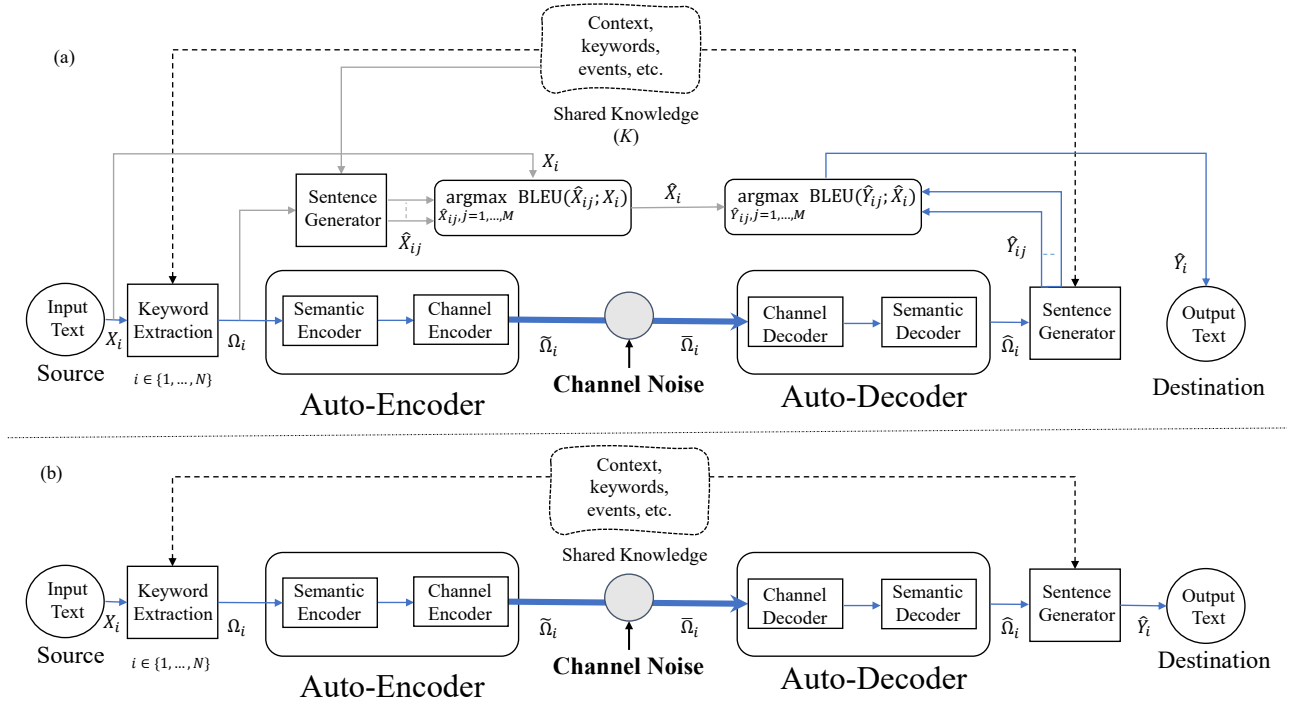 (a)
Context,
keywords,
events, etc.
Shared Knowledge
(K)
X_i
Sentence
Generator
X̂_ij
argmax BLEU(X̂_ij; X_i)
X̂_ij,j=1,…,M
X̂_i
argmax BLEU(Ŷ_ij; X̂_i)
Ŷ_ij,j=1,…,M
Ŷ_ij
Ŷ_i
Input
Text
X_i
Source
Keyword
Extraction
i ∈ {1, … , N}
Ω_i
Semantic
Encoder
Channel
Encoder
Auto-Encoder
Ω̃_i
Channel Noise
Ω̅_i
Channel
Decoder
Semantic
Decoder
Auto-Decoder
Ω̂_i
Sentence
Generator
Output
Text
Destination
(b)
Context,
keywords,
events, etc.
Shared Knowledge
Input
Text
X_i
Source
Keyword
Extraction
i ∈ {1, … , N}
Ω_i
Semantic
Encoder
Channel
Encoder
Auto-Encoder
Ω̃_i
Channel Noise
Ω̅_i
Channel
Decoder
Semantic
Decoder
Auto-Decoder
Ω̂_i
Sentence
Generator
Ŷ_i
Output
Text
Destination